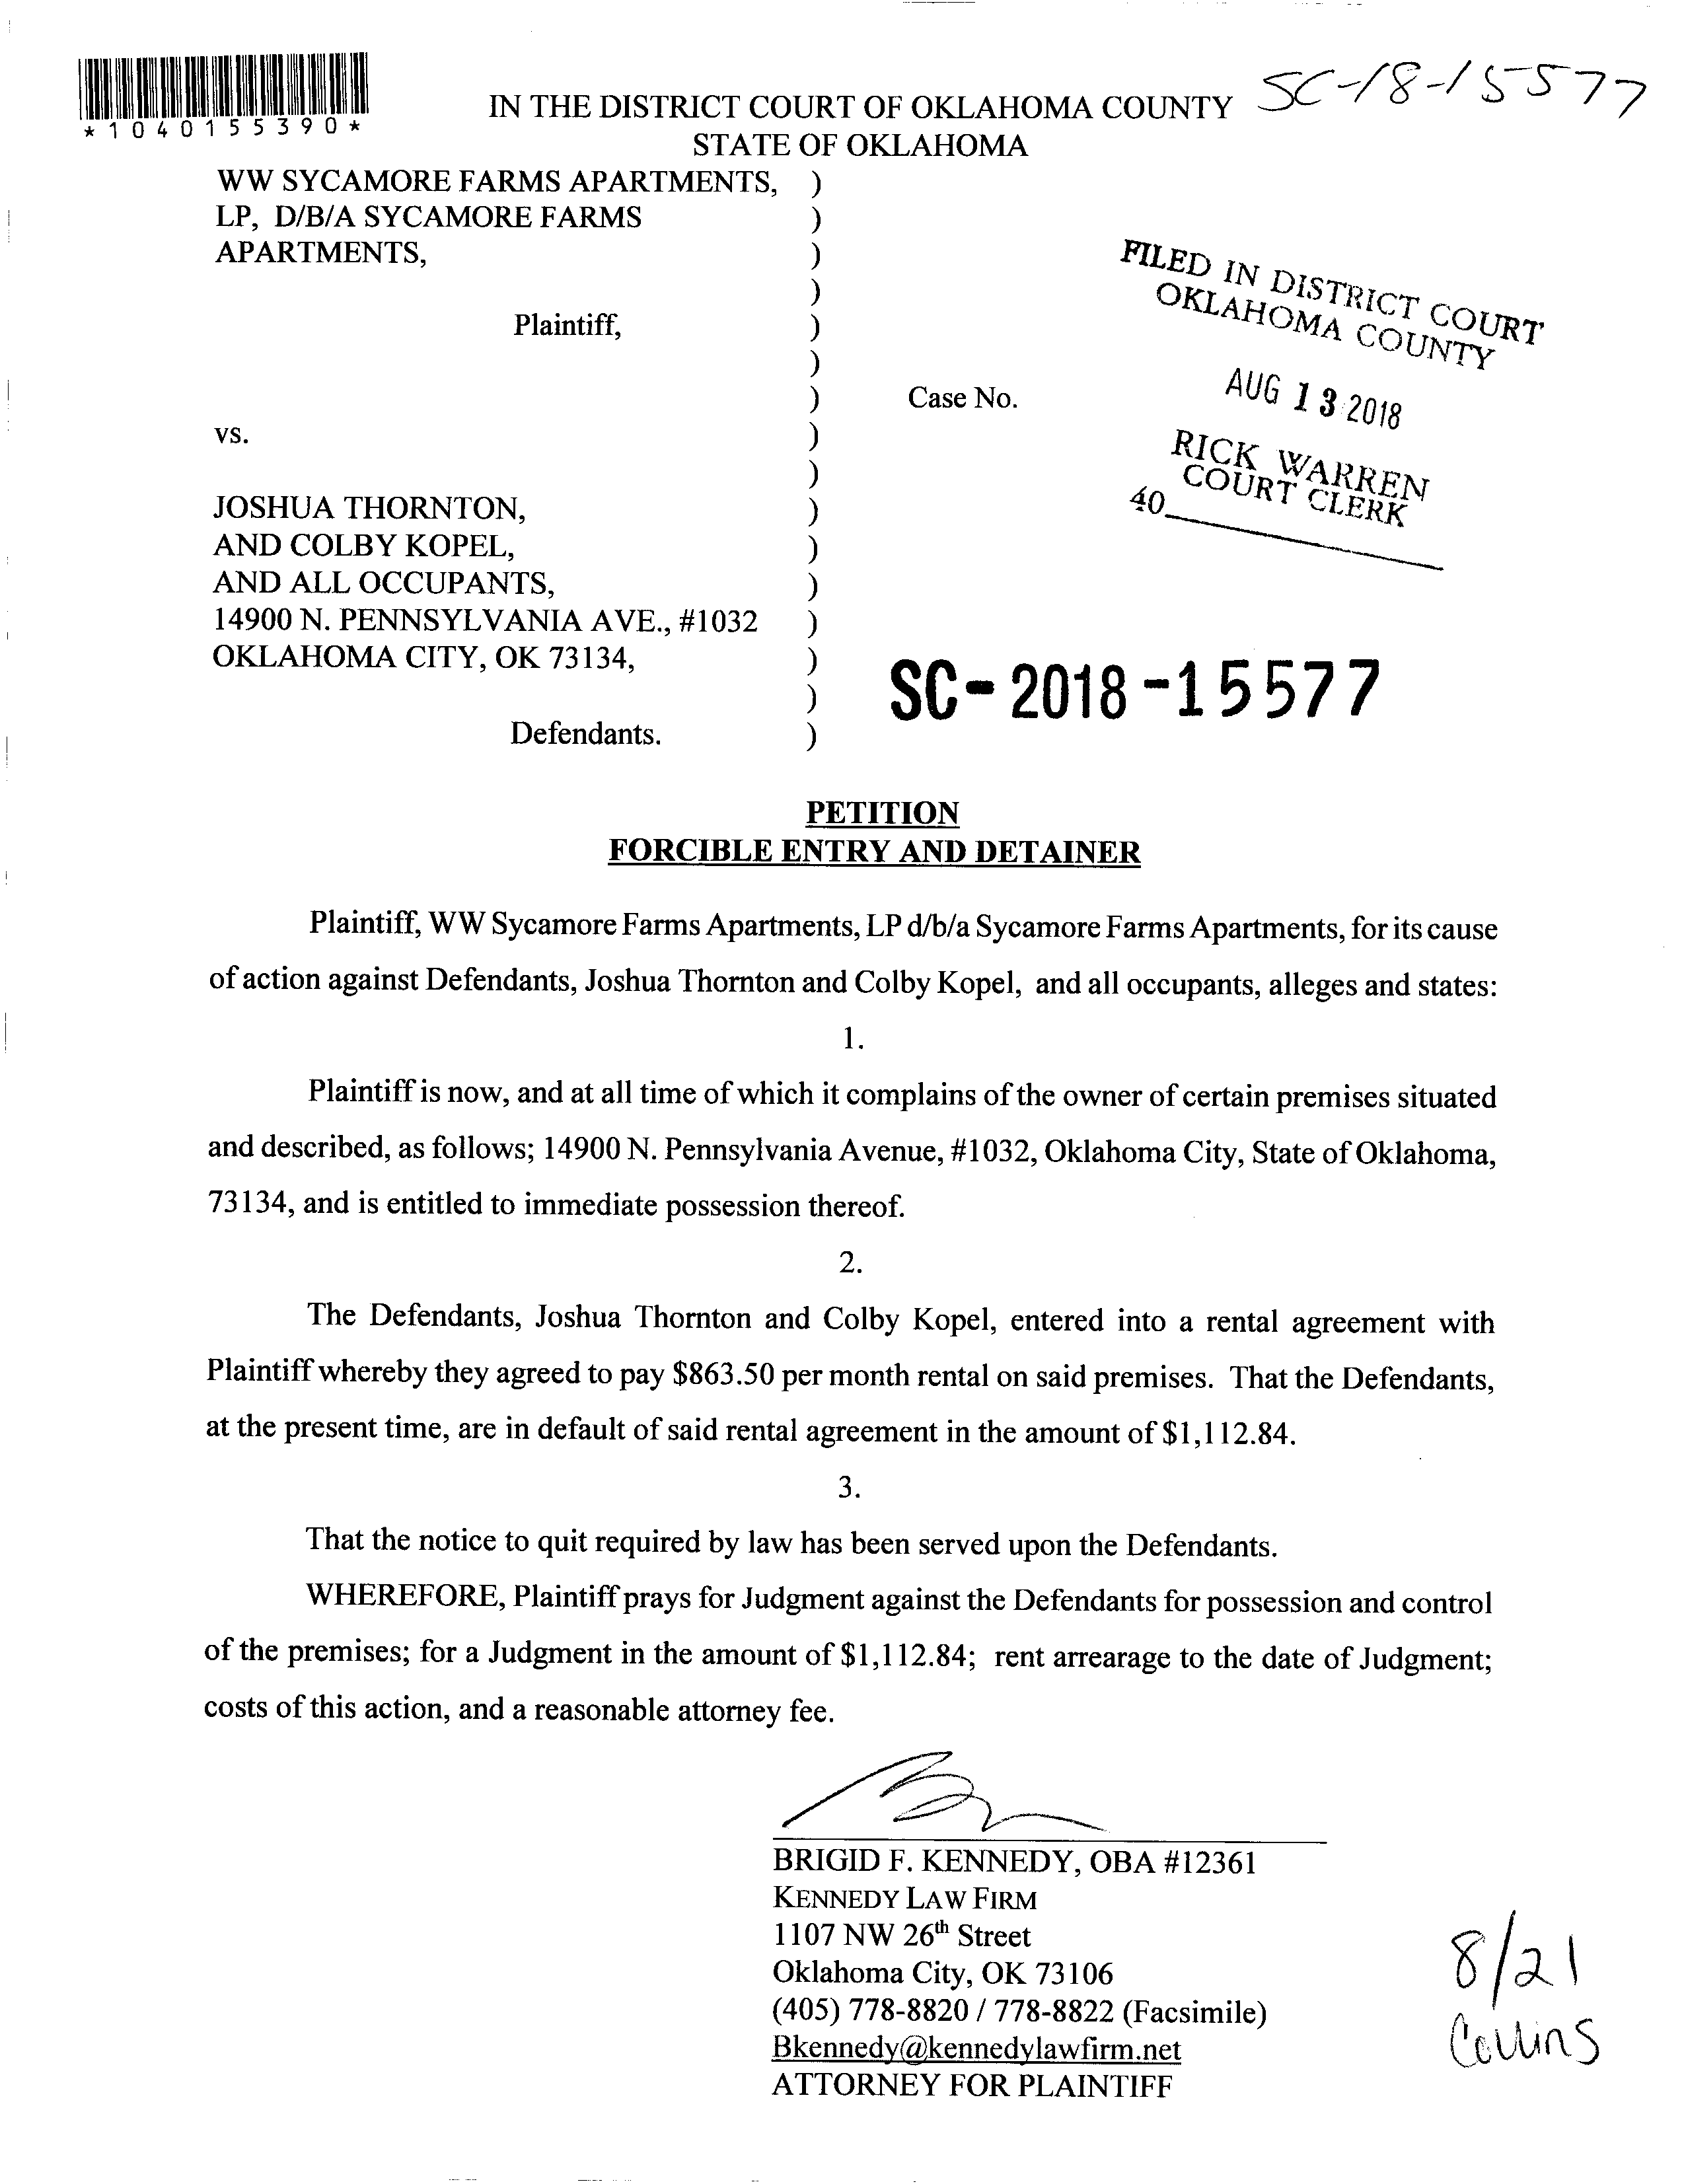 SC-18-15577
*1040155390*
IN THE DISTRICT COURT OF OKLAHOMA COUNTY
STATE OF OKLAHOMA
WW SYCAMORE FARMS APARTMENTS, )
LP, D/B/A SYCAMORE FARMS )
APARTMENTS, )
)
Plaintiff, )
)
) Case No.
vs. )
)
JOSHUA THORNTON, )
AND COLBY KOPEL, )
AND ALL OCCUPANTS, )
14900 N. PENNSYLVANIA AVE., #1032 )
OKLAHOMA CITY, OK 73134, )
)
Defendants. )
FILED IN DISTRICT COURT
OKLAHOMA COUNTY
AUG 13 2018
RICK WARREN
COURT CLERK
40
SC-2018-15577
PETITION
FORCIBLE ENTRY AND DETAINER
Plaintiff, WW Sycamore Farms Apartments, LP d/b/a Sycamore Farms Apartments, for its cause
of action against Defendants, Joshua Thornton and Colby Kopel, and all occupants, alleges and states:
1.
Plaintiff is now, and at all time of which it complains of the owner of certain premises situated
and described, as follows; 14900 N. Pennsylvania Avenue, #1032, Oklahoma City, State of Oklahoma,
73134, and is entitled to immediate possession thereof.
2.
The Defendants, Joshua Thornton and Colby Kopel, entered into a rental agreement with
Plaintiff whereby they agreed to pay $863.50 per month rental on said premises. That the Defendants,
at the present time, are in default of said rental agreement in the amount of $1,112.84.
3.
That the notice to quit required by law has been served upon the Defendants.
WHEREFORE, Plaintiff prays for Judgment against the Defendants for possession and control
of the premises; for a Judgment in the amount of $1,112.84; rent arrearage to the date of Judgment;
costs of this action, and a reasonable attorney fee.
BRIGID F. KENNEDY, OBA #12361
KENNEDY LAW FIRM
1107 NW 26th Street
Oklahoma City, OK 73106
(405) 778-8820 / 778-8822 (Facsimile)
Bkennedy@kennedylawfirm.net
ATTORNEY FOR PLAINTIFF
8/21
Collins